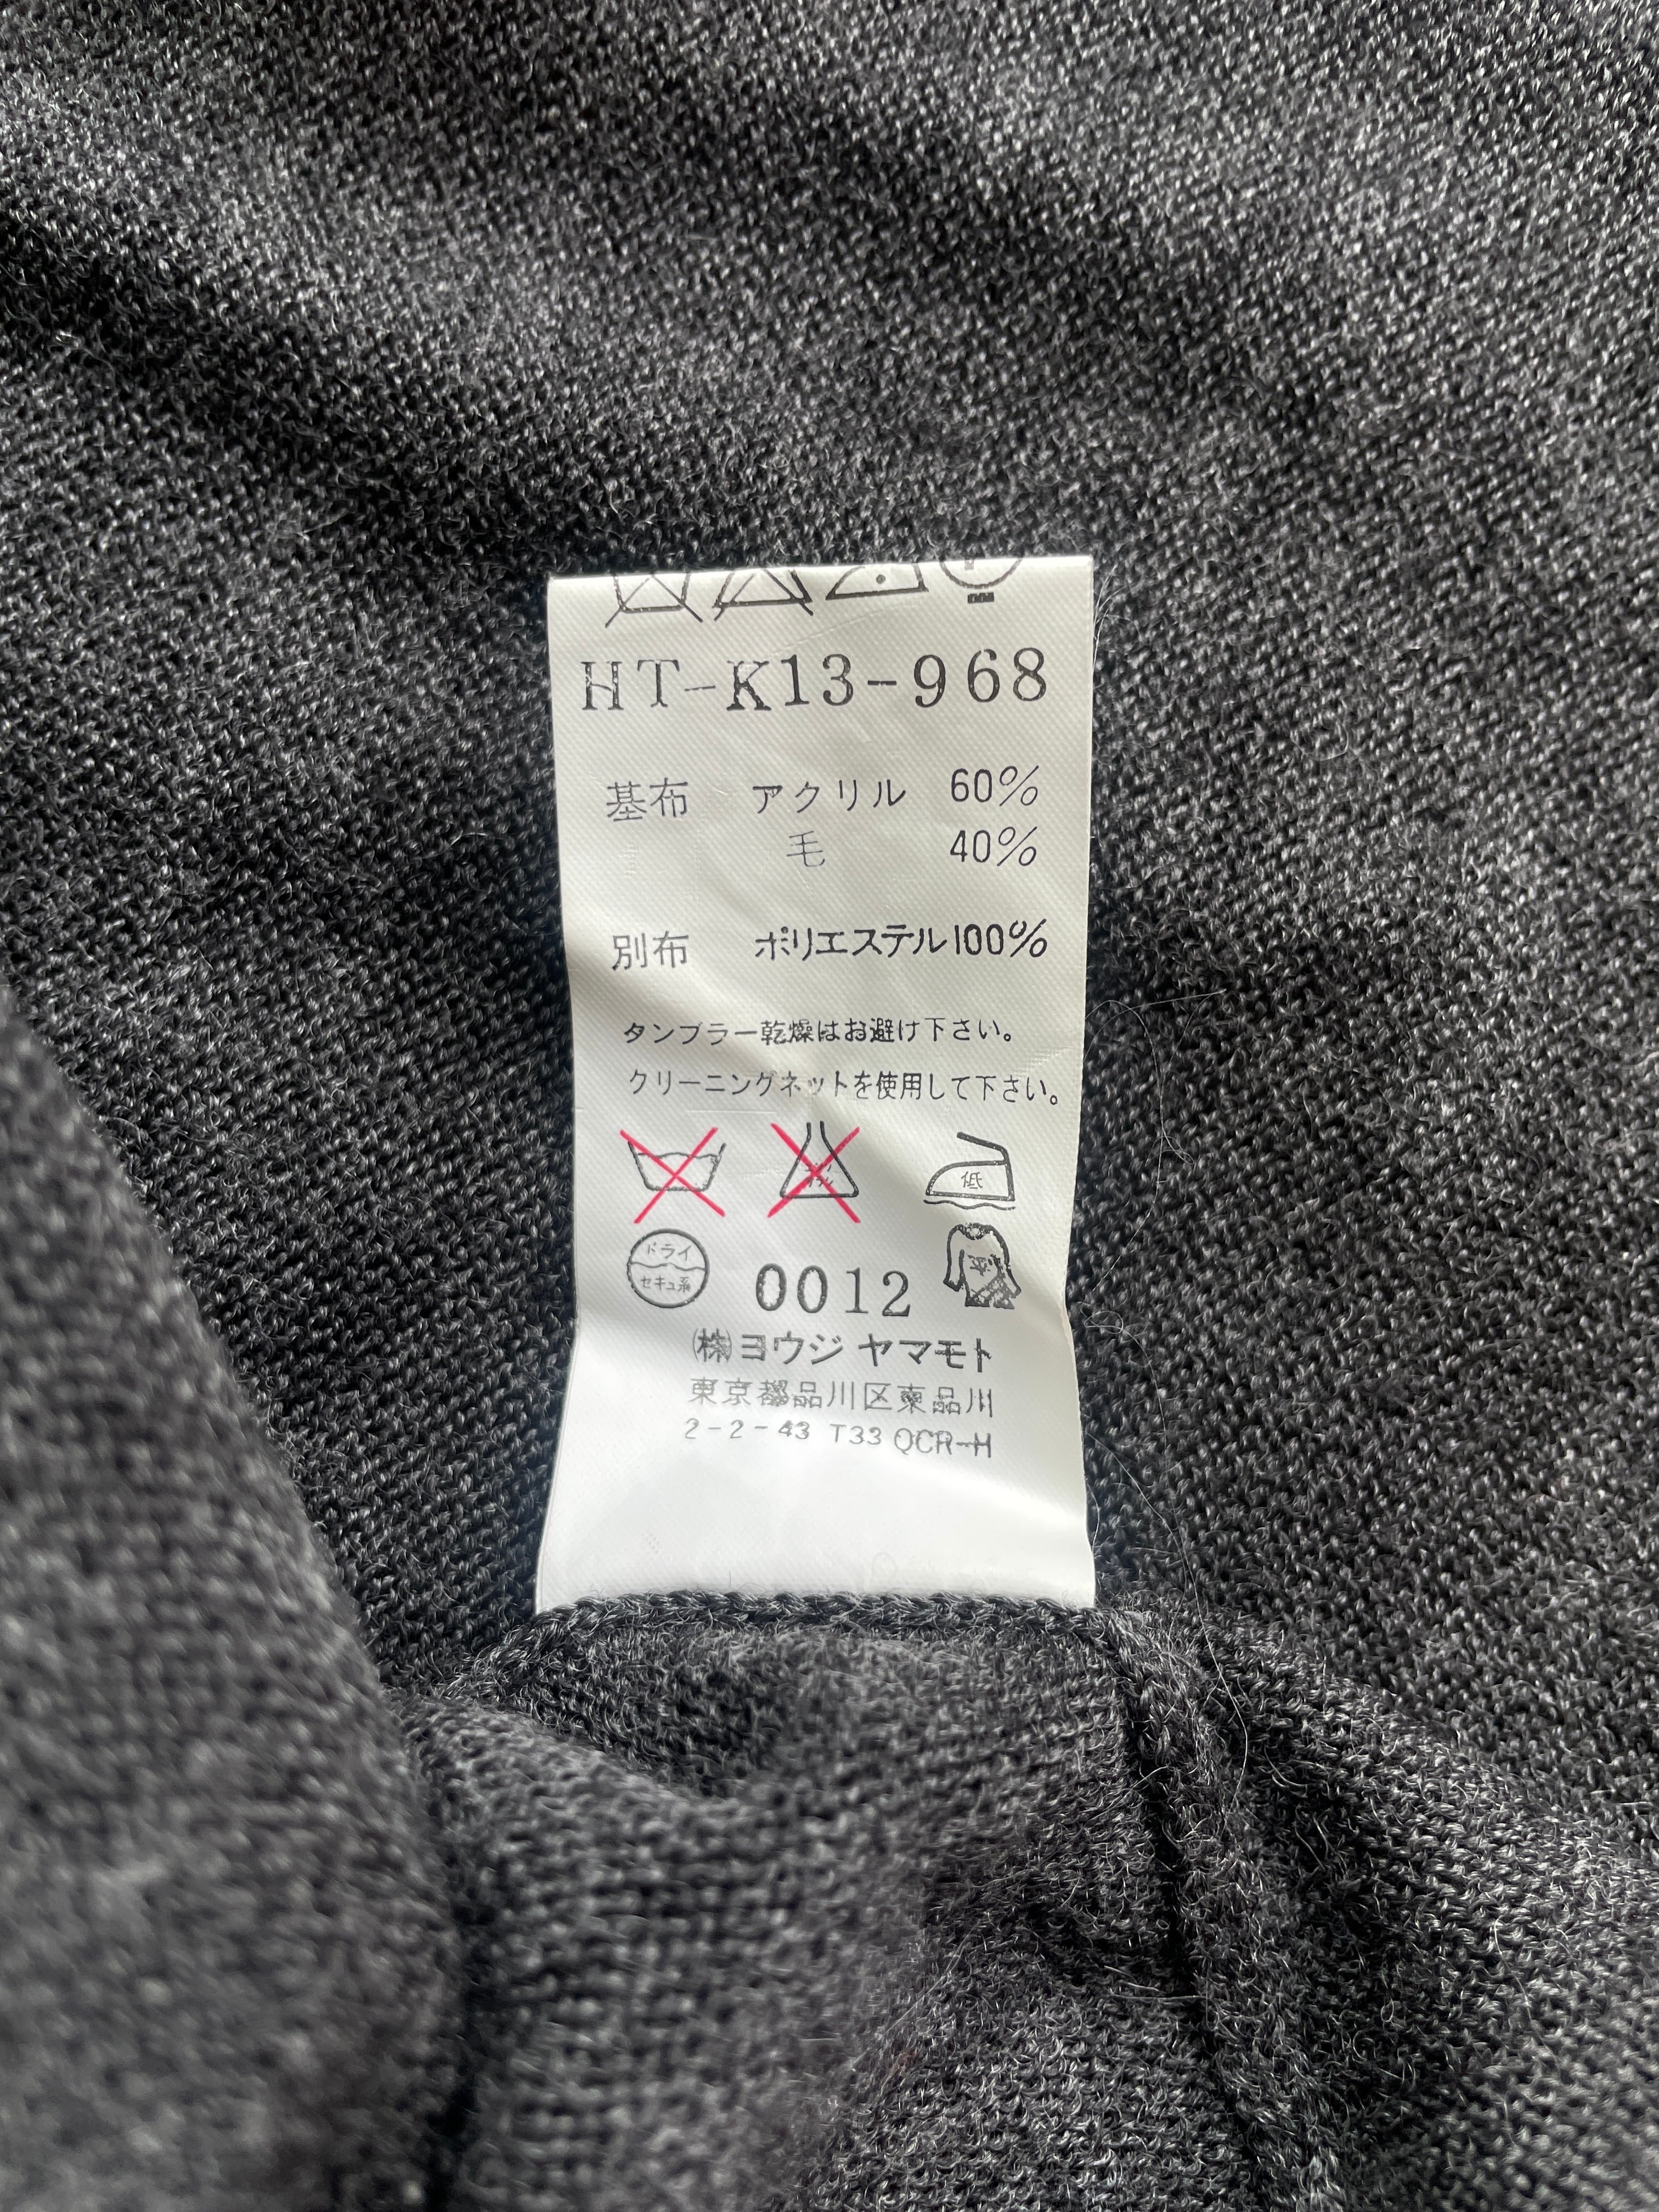 HT-K13-968
基布 アクリル 60%
毛 40%
別布 ポリエステル100%
タンブラー乾燥はお避け下さい。
クリーニングネットを使用して下さい。
低
ドライ
セキユ系
0012
平
㈱ヨウジ ヤマモト
東京都品川区東品川
2-2-43 T33 QCR-H